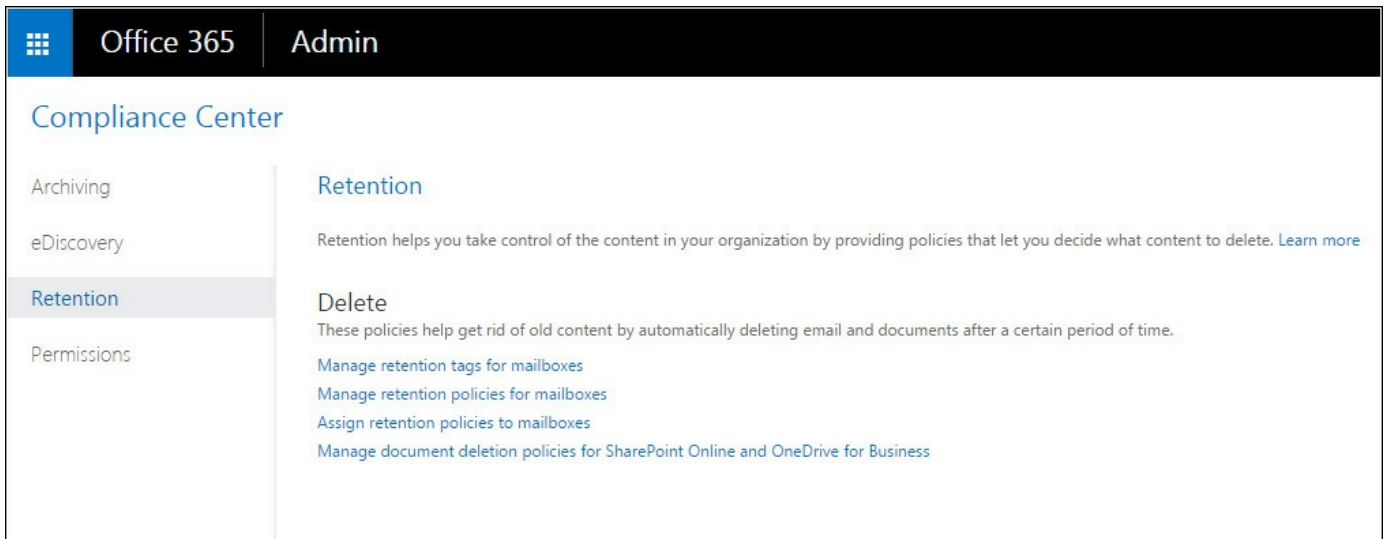 Office 365
Admin
Compliance Center
Archiving
eDiscovery
Retention
Permissions
Retention
Retention helps you take control of the content in your organization by providing policies that let you decide what content to delete. Learn more
Delete
These policies help get rid of old content by automatically deleting email and documents after a certain period of time.
Manage retention tags for mailboxes
Manage retention policies for mailboxes
Assign retention policies to mailboxes
Manage document deletion policies for SharePoint Online and OneDrive for Business